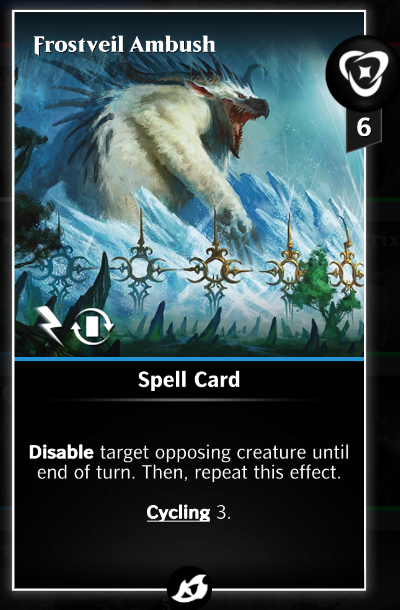 Frostveil Ambush
6
Spell Card
Disable target opposing creature until
end of turn. Then, repeat this effect.
Cycling 3.